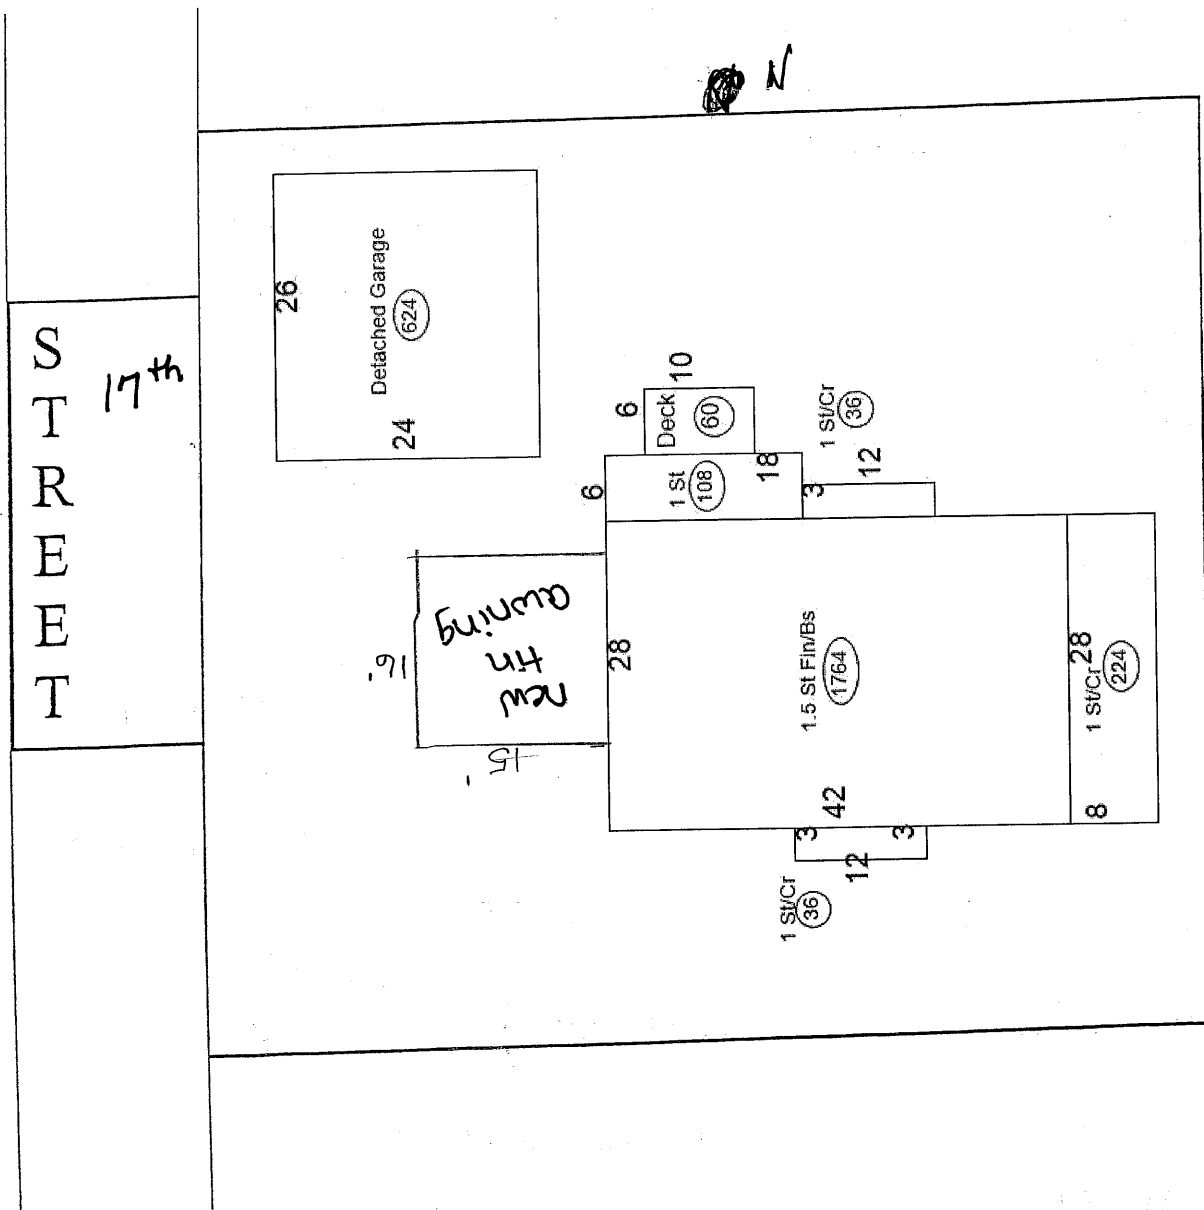 N
S
T
R
E
E
T
17th
26
Detached Garage
624
24
10
6
Deck
60
1 St/Cr
36
12
6
1 St
108
18
3
new
tin
awning
16'
15'
28
1.5 St Fin/Bs
1764
42
28
1 St/Cr
224
8
3
3
12
1 St/Cr
36